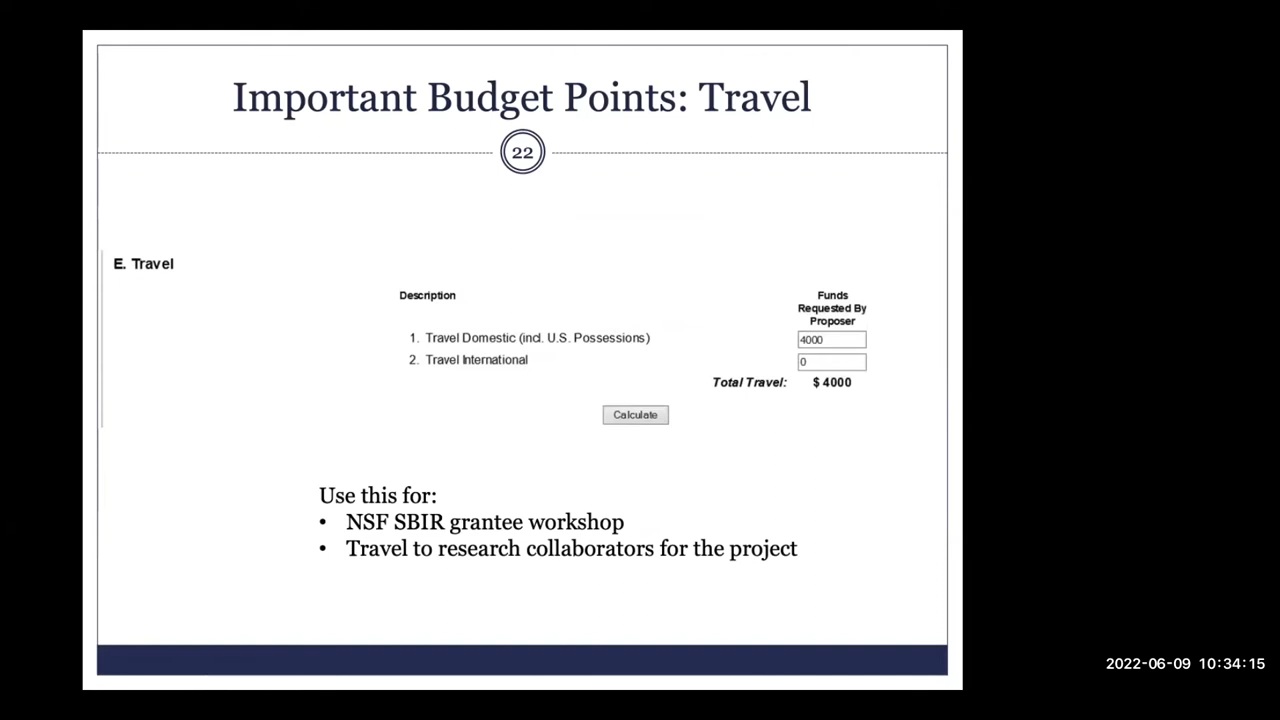 Important Budget Points: Travel
22
E. Travel
Description
Funds
Requested By
Proposer
1. Travel Domestic (incl. U.S. Possessions)
4000
2. Travel International
0
Total Travel: $ 4000
Calculate
Use this for:
• NSF SBIR grantee workshop
• Travel to research collaborators for the project
2022-06-09 10:34:15